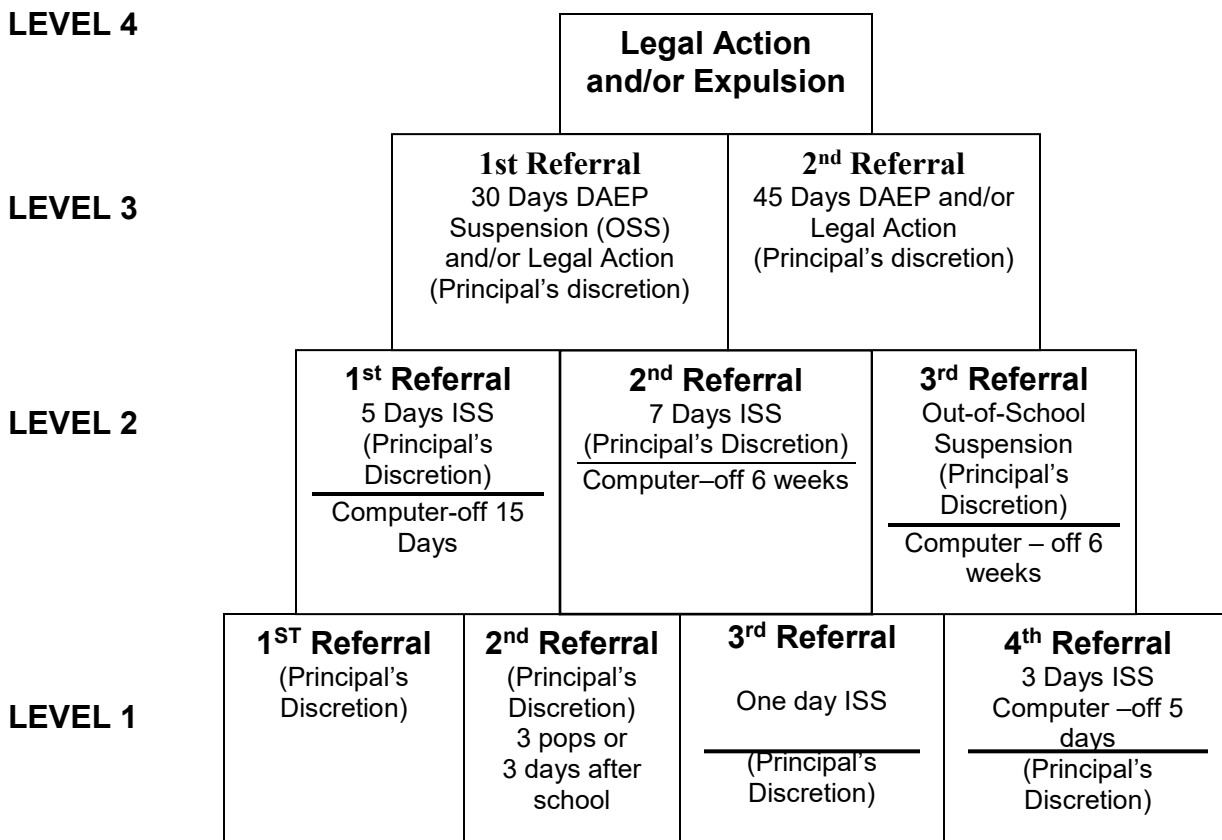 LEVEL 4
Legal Action
and/or Expulsion
LEVEL 3
1st Referral
30 Days DAEP
Suspension (OSS)
and/or Legal Action
(Principal’s discretion)
2nd Referral
45 Days DAEP and/or
Legal Action
(Principal’s discretion)
LEVEL 2
1st Referral
5 Days ISS
(Principal’s
Discretion)
Computer-off 15
Days
2nd Referral
7 Days ISS
(Principal’s Discretion)
Computer–off 6 weeks
3rd Referral
Out-of-School
Suspension
(Principal’s
Discretion)
Computer – off 6
weeks
LEVEL 1
1ST Referral
(Principal’s
Discretion)
2nd Referral
(Principal’s
Discretion)
3 pops or
3 days after
school
3rd Referral
One day ISS
(Principal’s
Discretion)
4th Referral
3 Days ISS
Computer –off 5
days
(Principal’s
Discretion)